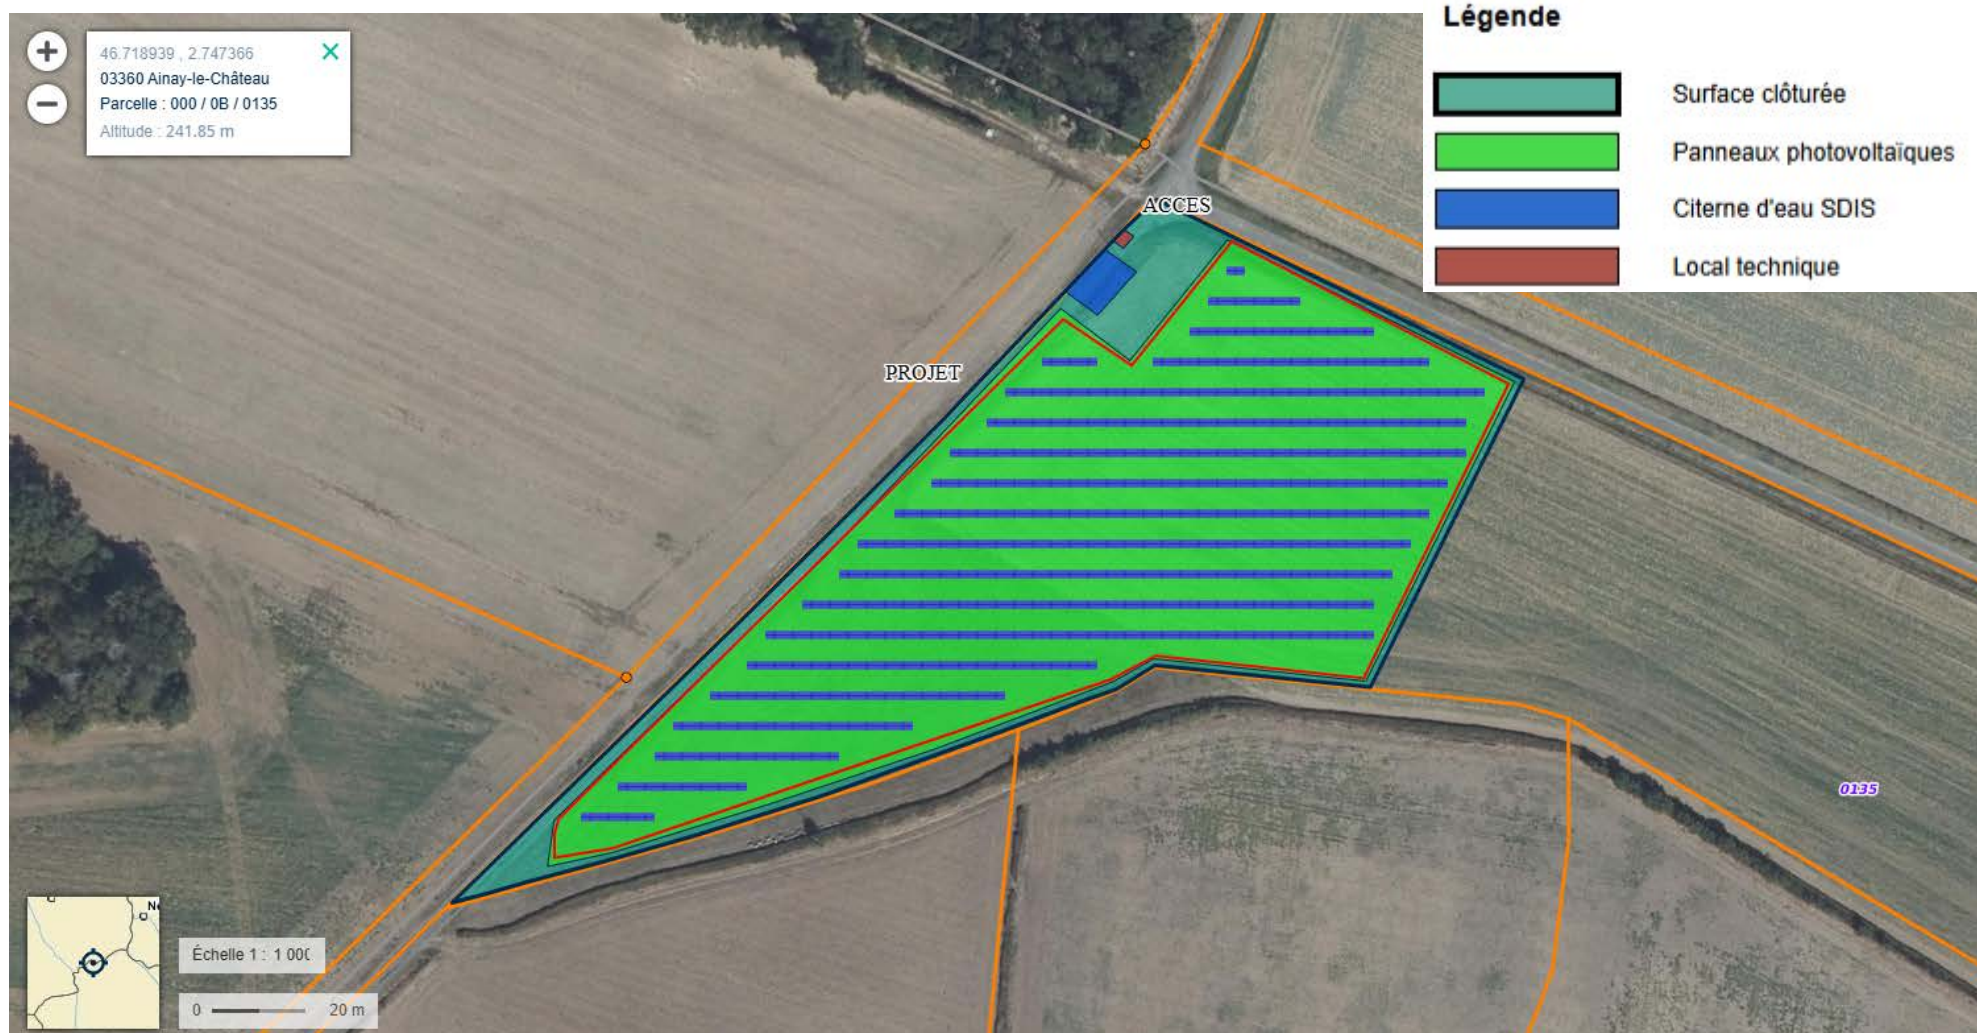 46.718939 , 2.747366
03360 Ainay-le-Château
Parcelle : 000 / 0B / 0135
Altitude : 241.85 m
Légende
Surface clôturée
Panneaux photovoltaïques
Citerne d'eau SDIS
Local technique
ACCES
PROJET
0135
Échelle 1 : 1 000
0 20 m